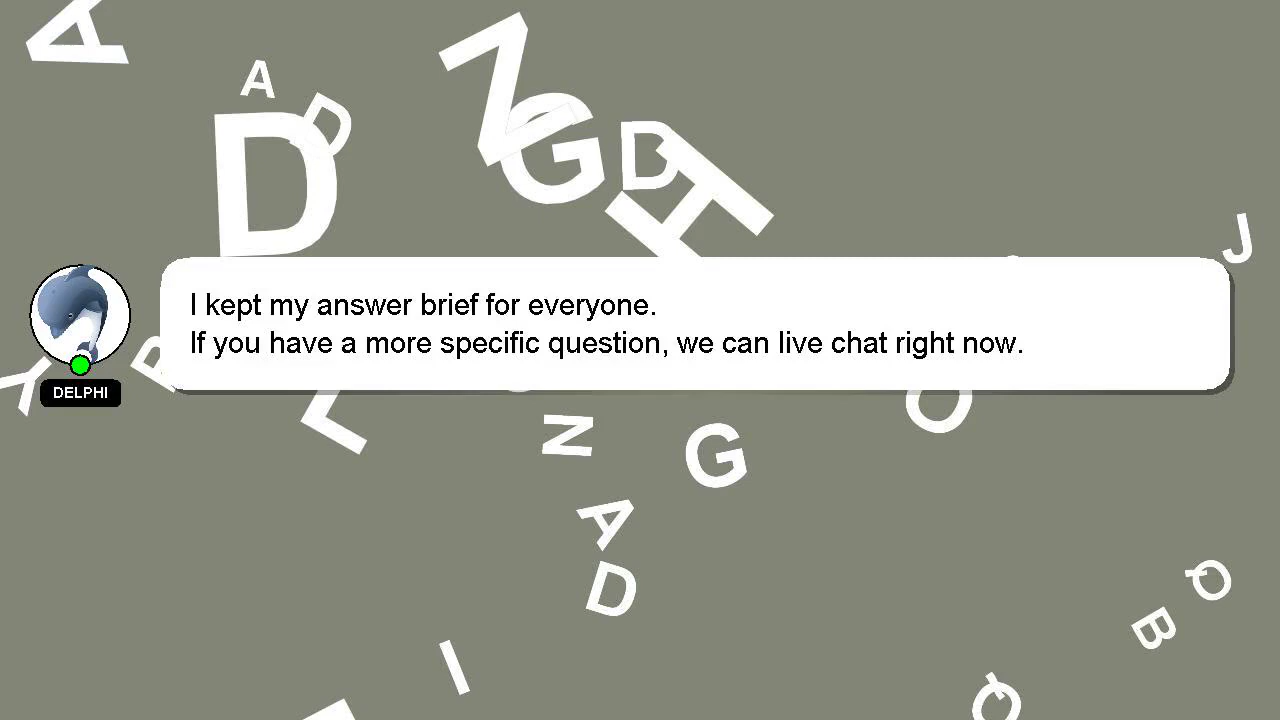 A
A
D
D
Z
G
D
H
J
I kept my answer brief for everyone.
If you have a more specific question, we can live chat right now.
DELPHI
Y
B
L
N
G
O
A
D
Q
B
I
Q